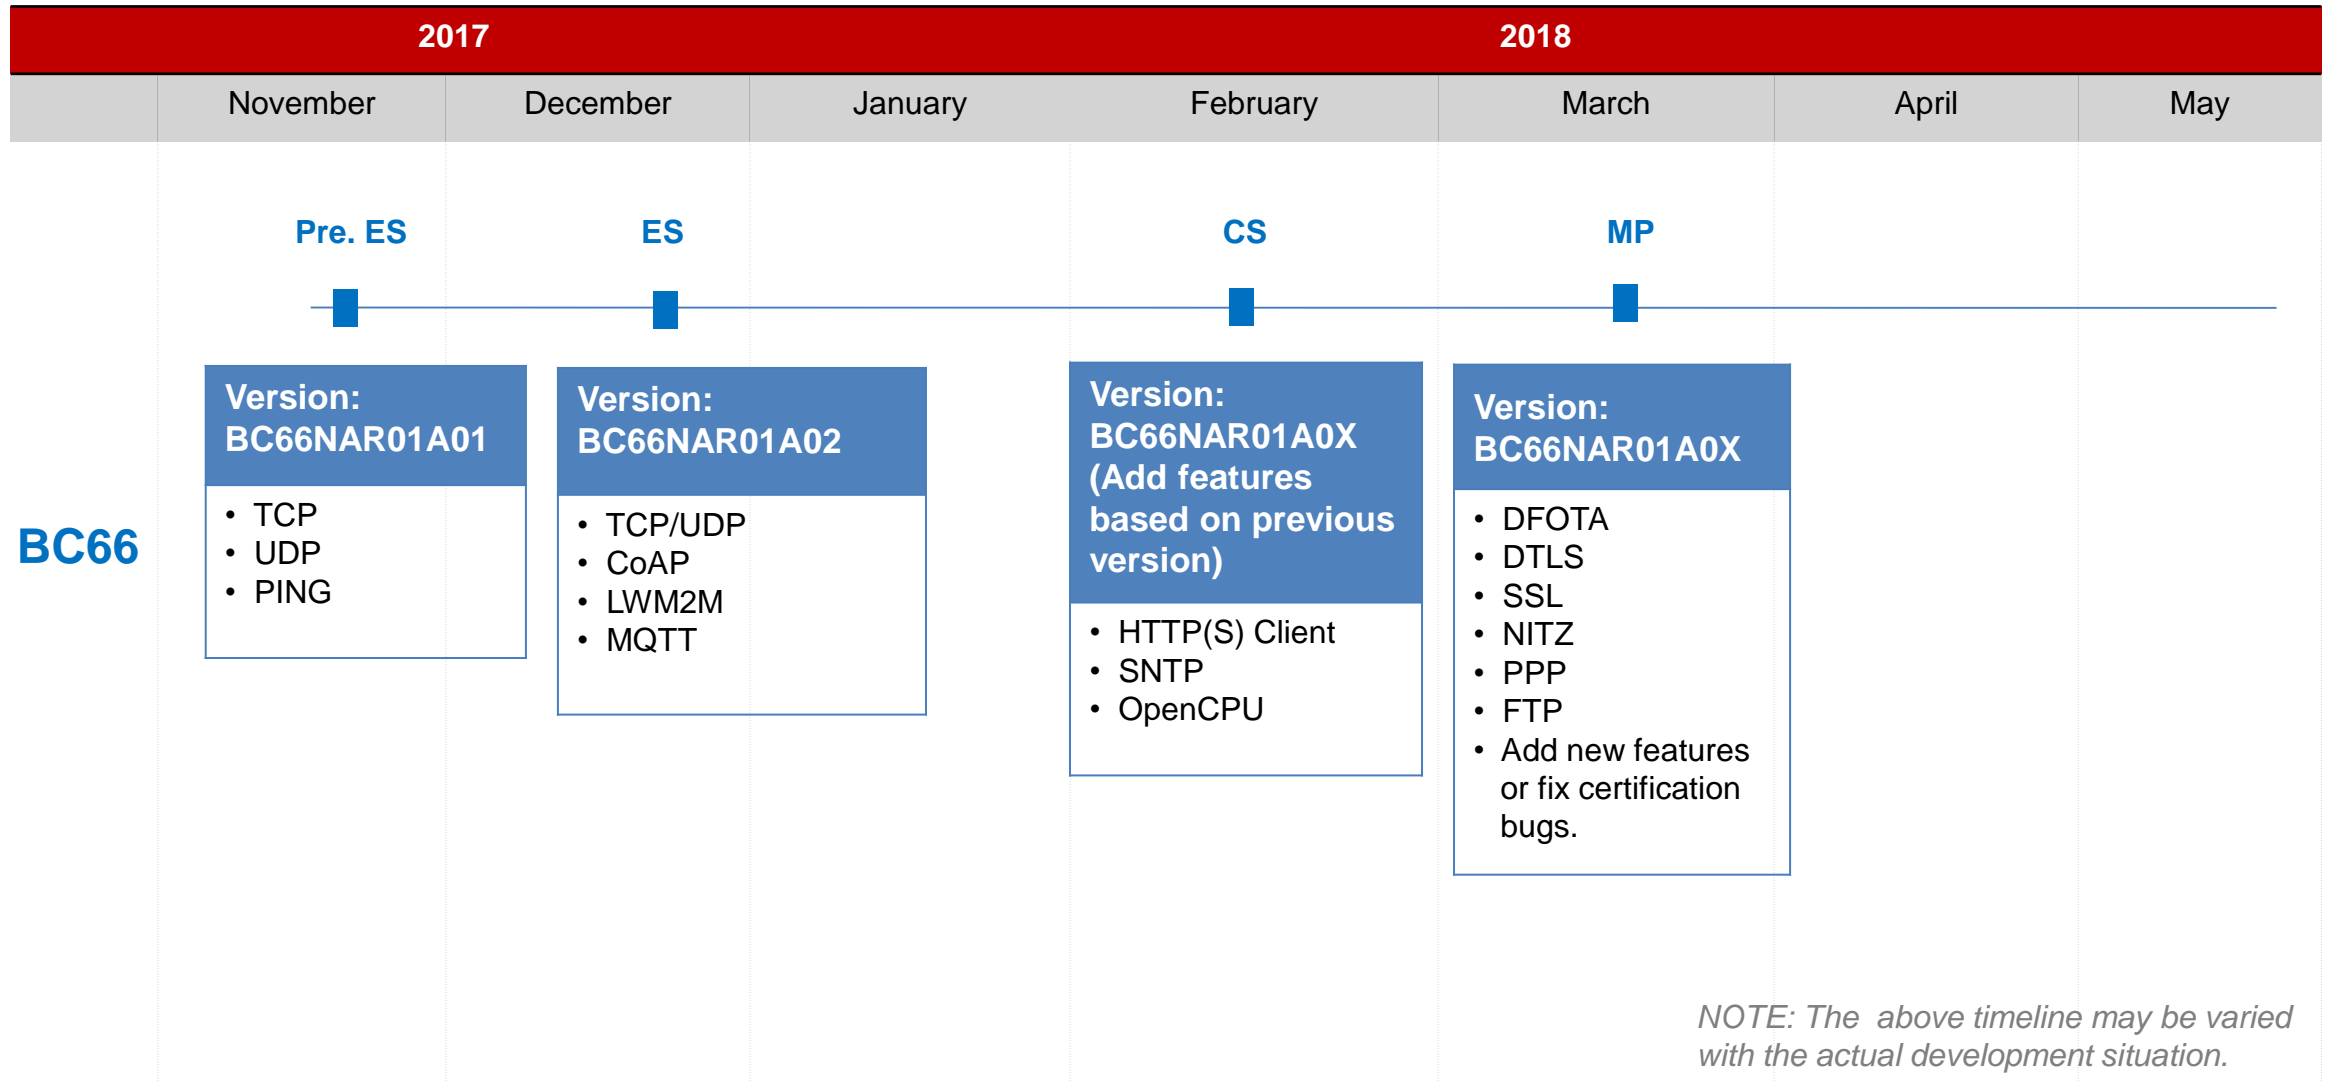 2017
2018
November
December
January
February
March
April
May
Pre. ES
ES
CS
MP
BC66
Version:
BC66NAR01A01
• TCP
• UDP
• PING
Version:
BC66NAR01A02
• TCP/UDP
• CoAP
• LWM2M
• MQTT
Version:
BC66NAR01A0X
(Add features
based on previous
version)
• HTTP(S) Client
• SNTP
• OpenCPU
Version:
BC66NAR01A0X
• DFOTA
• DTLS
• SSL
• NITZ
• PPP
• FTP
• Add new features
or fix certification
bugs.
NOTE: The above timeline may be varied
with the actual development situation.